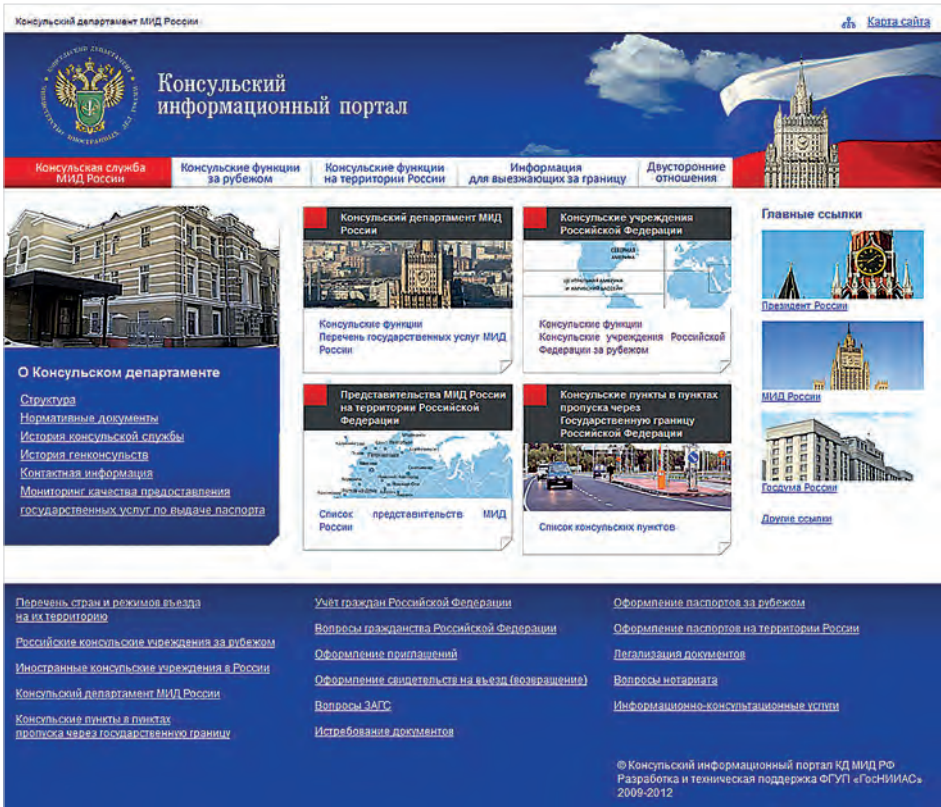 Консульский департамент МИД России
Карта сайта
Консульский
информационный портал
Консульская служба
МИД России
Консульские функции
за рубежом
Консульские функции
на территории России
Информация
для выезжающих за границу
Двусторонние
отношения
О Консульском департаменте
Структура
Нормативные документы
История консульской службы
История генконсульств
Контактная информация
Мониторинг качества предоставления
государственных услуг по выдаче паспорта
Консульский департамент МИД
России
Консульские функции
Перечень государственных услуг МИД
России
Консульские учреждения
Российской Федерации
СЕВЕРНАЯ
АМЕРИКА
Консульские функции
Консульские учреждения Российской
Федерации за рубежом
Представительства МИД России
на территории Российской
Федерации
Список представительств МИД
России
Консульские пункты в пунктах
пропуска через
Государственную границу
Российской Федерации
Список консульских пунктов
Главные ссылки
Президент России
МИД России
Госдума России
Другие ссылки
Перечень стран и режимов въезда
на их территорию
Российские консульские учреждения за рубежом
Иностранные консульские учреждения в России
Консульский департамент МИД России
Консульские пункты в пунктах
пропуска через государственную границу
Учёт граждан Российской Федерации
Вопросы гражданства Российской Федерации
Оформление приглашений
Оформление свидетельств на въезд (возвращение)
Вопросы ЗАГС
Истребование документов
Оформление паспортов за рубежом
Оформление паспортов на территории России
Легализация документов
Вопросы нотариата
Информационно-консультационные услуги
© Консульский информационный портал КД МИД РФ
Разработка и техническая поддержка ФГУП «ГосНИИАС»
2009-2012